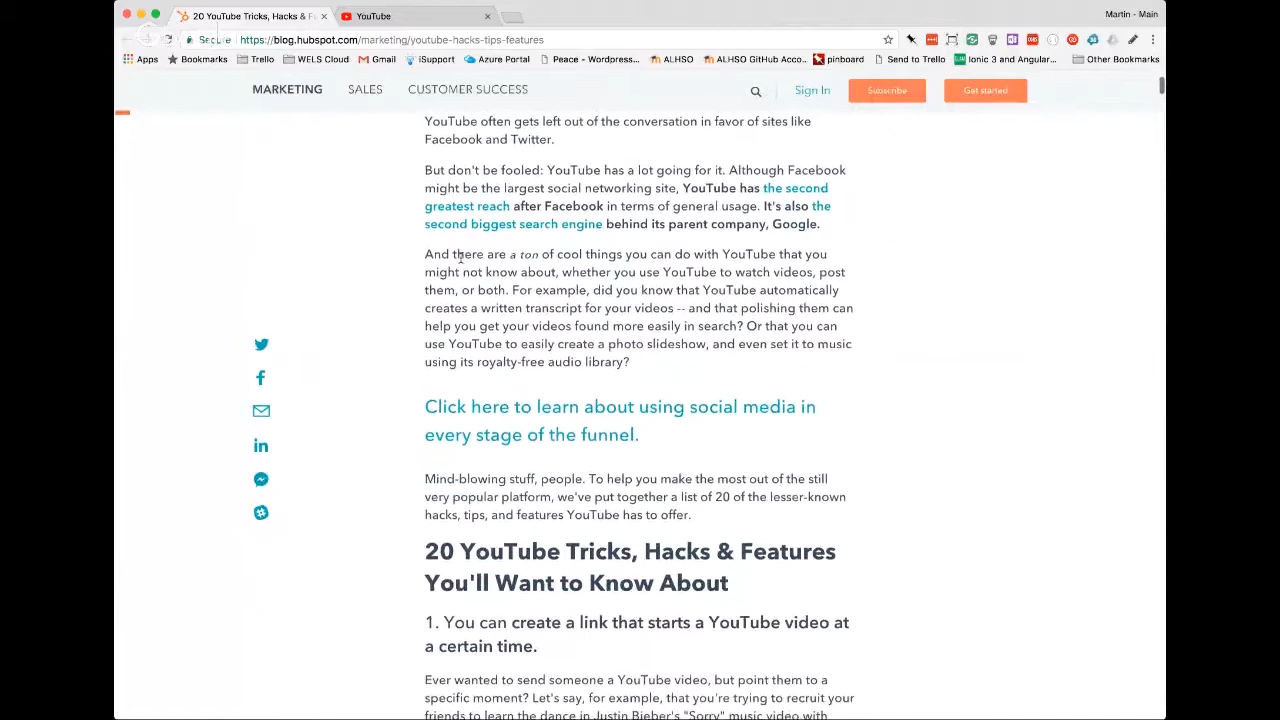 20 YouTube Tricks, Hacks & F
YouTube
Martin - Main
Secure
https://blog.hubspot.com/marketing/youtube-hacks-tips-features
Apps
Bookmarks
Trello
WELS Cloud
Gmail
iSupport
Azure Portal
Peace - Wordpress...
ALHSO
ALHSO GitHub Acco...
pinboard
Send to Trello
Ionic 3 and Angular...
Other Bookmarks
MARKETING
SALES
CUSTOMER SUCCESS
Sign In
Subscribe
Get started
YouTube often gets left out of the conversation in favor of sites like
Facebook and Twitter.
But don't be fooled: YouTube has a lot going for it. Although Facebook
might be the largest social networking site, YouTube has the second
greatest reach after Facebook in terms of general usage. It's also the
second biggest search engine behind its parent company, Google.
And there are a ton of cool things you can do with YouTube that you
might not know about, whether you use YouTube to watch videos, post
them, or both. For example, did you know that YouTube automatically
creates a written transcript for your videos -- and that polishing them can
help you get your videos found more easily in search? Or that you can
use YouTube to easily create a photo slideshow, and even set it to music
using its royalty-free audio library?
Click here to learn about using social media in
every stage of the funnel.
Mind-blowing stuff, people. To help you make the most out of the still
very popular platform, we've put together a list of 20 of the lesser-known
hacks, tips, and features YouTube has to offer.
20 YouTube Tricks, Hacks & Features
You'll Want to Know About
1. You can create a link that starts a YouTube video at
a certain time.
Ever wanted to send someone a YouTube video, but point them to a
specific moment? Let's say, for example, that you're trying to recruit your
friends to learn the dance in Justin Bieber's "Sorry" music video with